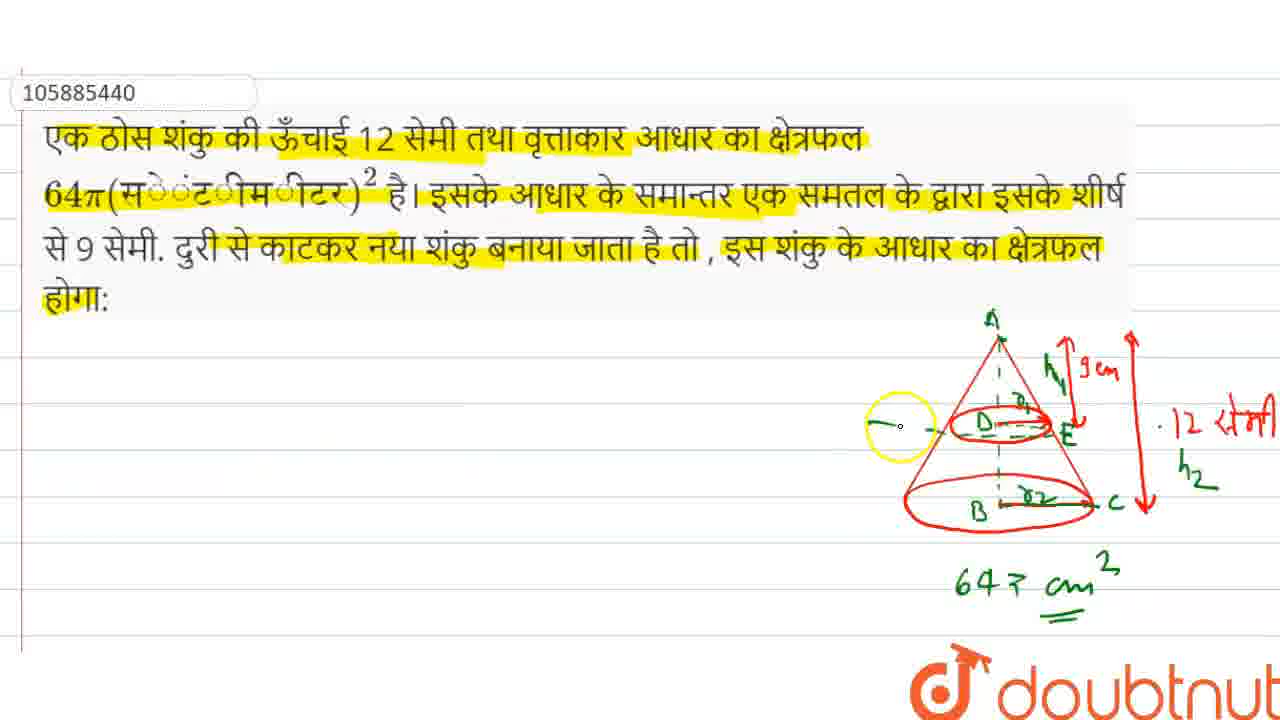 105885440
एक ठोस शंकु की ऊँचाई 12 सेमी तथा वृत्ताकार आधार का क्षेत्रफल
64π(सेंटीमीटर)² है। इसके आधार के समान्तर एक समतल के द्वारा इसके शीर्ष
से 9 सेमी. दुरी से काटकर नया शंकु बनाया जाता है तो , इस शंकु के आधार का क्षेत्रफल
होगा:
A
h₁ 9 cm
D r₁ E
12 सेमी
h₂
B r₂ C
64π cm²
doubtnut